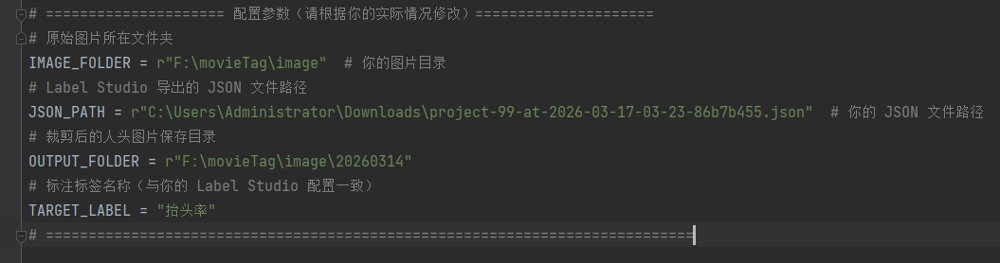 # ===================== 配置参数（请根据你的实际情况修改）=====================
# 原始图片所在文件夹
IMAGE_FOLDER = r"F:\movieTag\image"  # 你的图片目录
# Label Studio 导出的 JSON 文件路径
JSON_PATH = r"C:\Users\Administrator\Downloads\project-99-at-2026-03-17-03-23-86b7b455.json"  # 你的 JSON 文件路径
# 裁剪后的人头图片保存目录
OUTPUT_FOLDER = r"F:\movieTag\image\20260314"
# 标注标签名称（与你的 Label Studio 配置一致）
TARGET_LABEL = "抬头率"
# ============================================================================